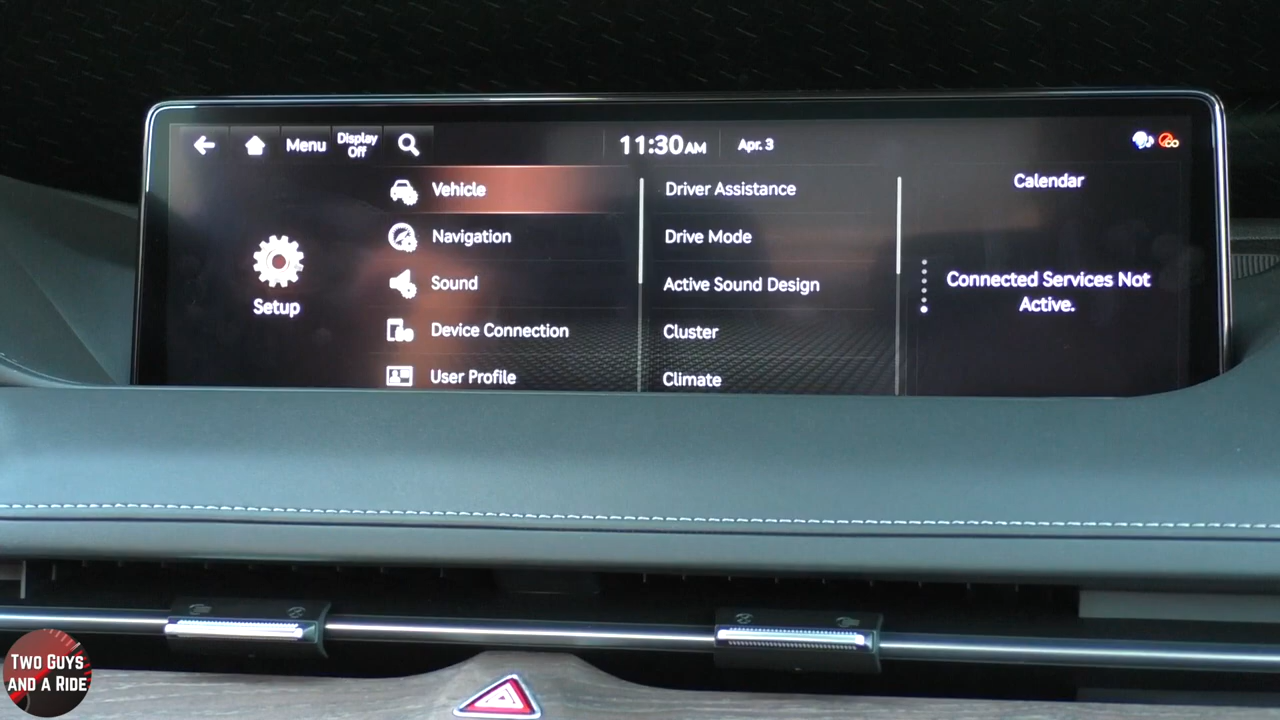 Menu
Display
Off
11:30AM
Apr. 3
Setup
Vehicle
Navigation
Sound
Device Connection
User Profile
Driver Assistance
Drive Mode
Active Sound Design
Cluster
Climate
Calendar
Connected Services Not
Active.
TWO GUYS
AND A RIDE